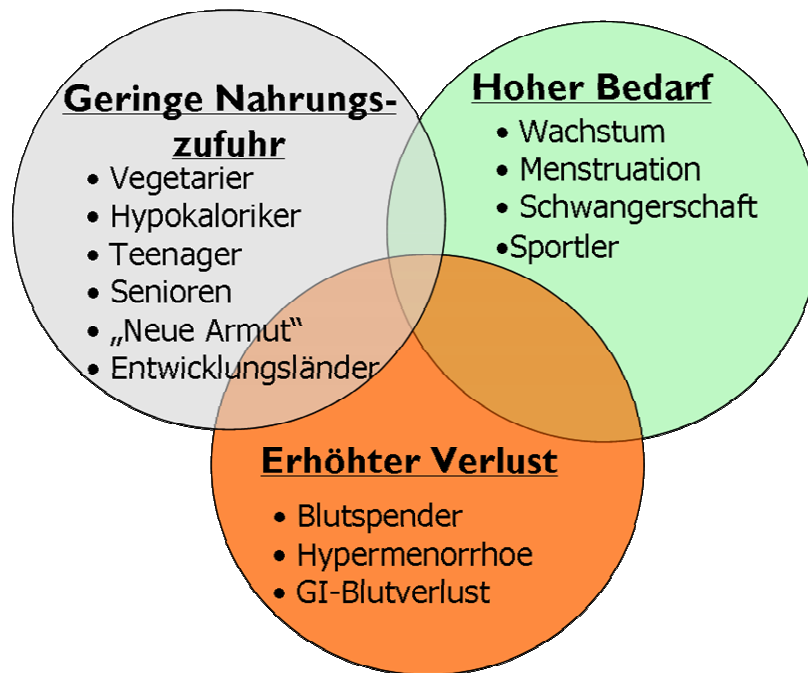 Geringe Nahrungs-
zufuhr
• Vegetarier
• Hypokaloriker
• Teenager
• Senioren
• „Neue Armut“
• Entwicklungsländer
Hoher Bedarf
• Wachstum
• Menstruation
• Schwangerschaft
•Sportler
Erhöhter Verlust
• Blutspender
• Hypermenorrhoe
• GI-Blutverlust